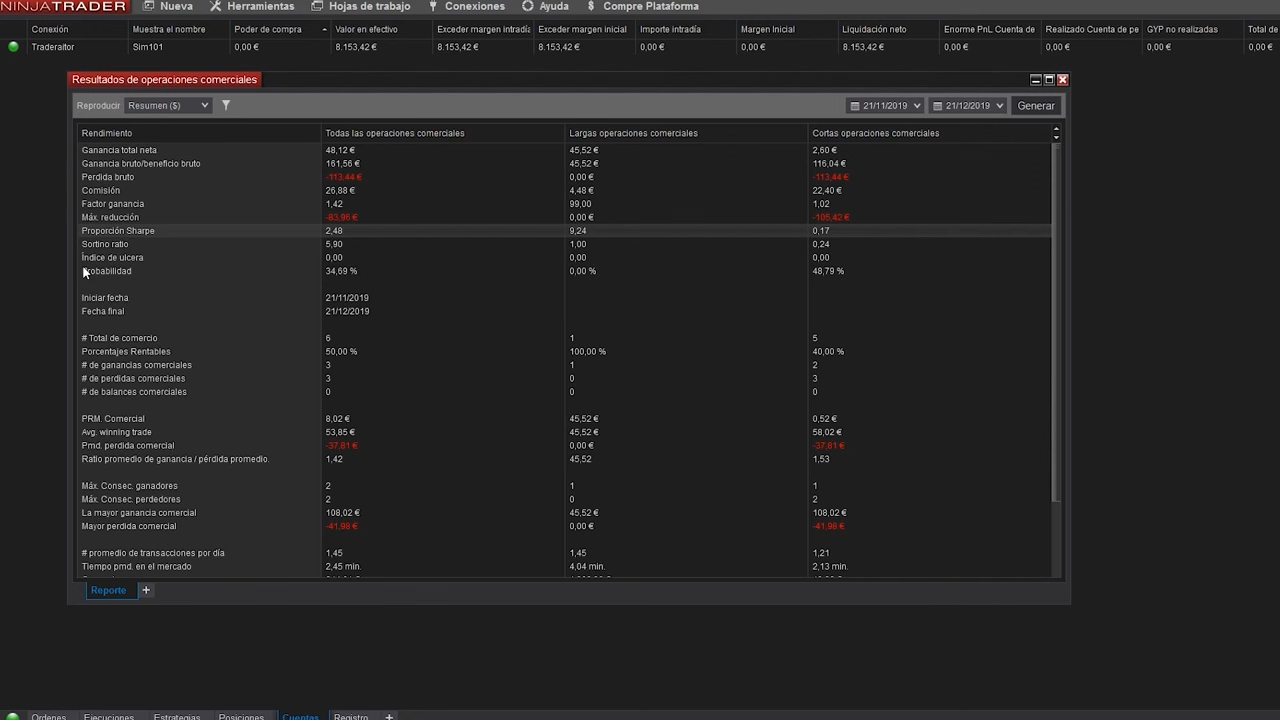 NINJATRADER Nueva Herramientas Hojas de trabajo Conexiones Ayuda $ Compre Plataforma
Conexión Muestra el nombre Poder de compra Valor en efectivo Exceder margen intradía Exceder margen inicial Importe intradía Margen Inicial Liquidación neto Enorme PnL Cuenta de Realizado Cuenta de pe GYP no realizadas Total de
Traderaitor Sim101 0,00 € 8.153,42 € 8.153,42 € 8.153,42 € 0,00 € 0,00 € 8.153,42 € 0,00 € 0,00 € 0,00 € 0,00 €
Resultados de operaciones comerciales
Reproducir Resumen ($) 21/11/2019 21/12/2019 Generar
Rendimiento Todas las operaciones comerciales Largas operaciones comerciales Cortas operaciones comerciales
Ganancia total neta 48,12 € 45,52 € 2,60 €
Ganancia bruto/beneficio bruto 161,56 € 45,52 € 116,04 €
Perdida bruto -113,44 € 0,00 € -113,44 €
Comisión 26,88 € 4,48 € 22,40 €
Factor ganancia 1,42 99,00 1,02
Máx. reducción -83,96 € 0,00 € -105,42 €
Proporción Sharpe 2,48 9,24 0,17
Sortino ratio 5,90 1,00 0,24
Índice de ulcera 0,00 0,00 0,00
Probabilidad 34,69 % 0,00 % 48,79 %
Iniciar fecha 21/11/2019
Fecha final 21/12/2019
# Total de comercio 6 1 5
Porcentajes Rentables 50,00 % 100,00 % 40,00 %
# de ganancias comerciales 3 1 2
# de perdidas comerciales 3 0 3
# de balances comerciales 0 0 0
PRM. Comercial 8,02 € 45,52 € 0,52 €
Avg. winning trade 53,85 € 45,52 € 58,02 €
Pmd. perdida comercial -37,81 € 0,00 € -37,81 €
Ratio promedio de ganancia / pérdida promedio. 1,42 45,52 1,53
Máx. Consec. ganadores 2 1 1
Máx. Consec. perdedores 2 0 2
La mayor ganancia comercial 108,02 € 45,52 € 108,02 €
Mayor perdida comercial -41,98 € 0,00 € -41,98 €
# promedio de transacciones por día 1,45 1,45 1,21
Tiempo pmd. en el mercado 2,45 min. 4,04 min. 2,13 min.
Reporte +
Ordenes Ejecuciones Estrategias Posiciones Cuentas Registro +